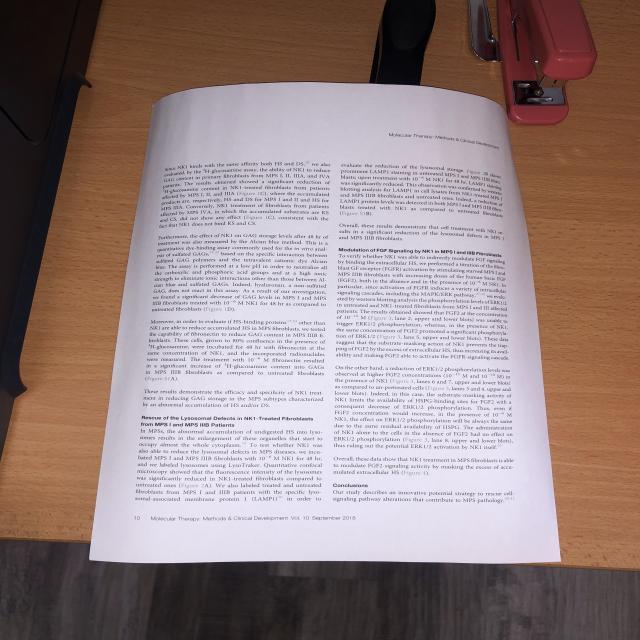 Molecular Therapy: Methods & Clinical Development
Since NK1 binds with the same affinity both HS and DS, we also
evaluated by the ³H-glucosamine assay, the ability of NK1 to reduce
GAG content in primary fibroblasts from MPS I, II, IIIA, and IVA
patients. The results obtained showed a significant reduction of
³H-glucosamine content in NK1-treated fibroblasts from patients
affected by MPS I, II, and IIIA (Figure 1C), where the accumulated
products are, respectively, HS and DS for MPS I and II and HS for
MPS IIIA. Conversely, NK1 treatment of fibroblasts from patients
affected by MPS IVA, in which the accumulated substrates are KS
and CS, did not show any effect (Figure 1C), consistent with the
fact that NK1 does not bind KS and CS.
Furthermore, the effect of NK1 on GAG storage levels after 48 hr of
treatment was also measured by the Alcian blue method. This is a
quantitative dye-binding assay commonly used for the in vitro anal-
ysis of sulfated GAGs, based on the specific interaction between
sulfated GAG polymers and the tetravalent cationic dye Alcian
blue. The assay is performed at a low pH in order to neutralize all
the carboxylic and phosphoric acid groups and at a high ionic
strength to eliminate ionic interactions other than those between Al-
cian blue and sulfated GAGs. Indeed, hyaluronan, a non-sulfated
GAG, does not react in this assay. As a result of our investigation,
we found a significant decrease of GAG levels in MPS I and MPS
IIIB fibroblasts treated with NK1 for 48 hr as compared to
untreated fibroblasts (Figure 1D).
Moreover, in order to evaluate if HS-binding proteins other than
NK1 are able to reduce accumulated HS in MPS fibroblasts, we tested
the capability of fibronectin to reduce GAG content in MPS IIIB fi-
broblasts. These cells, grown to 80% confluence in the presence of
³H-glucosamine, were incubated for 48 hr with fibronectin at the
same concentration of NK1, and the incorporated radionuclides
were measured. The treatment with fibronectin resulted
in a significant increase of ³H-glucosamine content into GAGs
in MPS IIIB fibroblasts as compared to untreated fibroblasts
(Figure S1A).
These results demonstrate the efficacy and specificity of NK1 treat-
ment in reducing GAG storage in the MPS subtypes characterized
by an abnormal accumulation of HS and/or DS.
Rescue of the Lysosomal Defects in NK1-Treated Fibroblasts
from MPS I and MPS IIIB Patients
In MPSs, the abnormal accumulation of undigested HS into lyso-
somes results in the enlargement of these organelles that start to
occupy almost the whole cytoplasm. To test whether NK1 was
also able to reduce the lysosomal defects in MPS diseases, we incu-
bated MPS I and MPS IIIB fibroblasts with NK1 for 48 hr,
and we labeled lysosomes using LysoTraker. Quantitative confocal
microscopy showed that the fluorescence intensity of the lysosomes
was significantly reduced in NK1-treated fibroblasts compared to
untreated ones (Figure 2A). We also labeled treated and untreated
fibroblasts from MPS I and IIIB patients with the specific lyso-
somal-associated membrane protein 1 (LAMP1) in order to
evaluate the reduction of the lysosomal storage. Figure 2B shows
prominent LAMP1 staining in untreated MPS I and MPS IIIB fibro-
blasts; upon treatment with NK1 for 48 hr, LAMP1 staining
was significantly reduced. This observation was confirmed by western
blotting analysis for LAMP1 in cell lysates from NK1-treated MPS I
and MPS IIIB fibroblasts and untreated ones. Indeed, a reduction of
LAMP1 protein levels was detected in both MPS I and MPS IIIB fibro-
blasts treated with NK1 as compared to untreated fibroblasts
(Figure S1B).
Overall, these results demonstrate that cell treatment with NK1 re-
sults in a significant reduction of the lysosomal defects in MPS I
and MPS IIIB fibroblasts.
Modulation of FGF Signaling by NK1 in MPS I and IIIB Fibroblasts
To verify whether NK1 was able to indirectly modulate FGF signaling
by binding the extracellular HS, we performed a titration of the fibro-
blast GF receptor (FGFR) activation by stimulating starved MPS I and
MPS IIIB fibroblasts with increasing doses of the human basic FGF
(FGF2), both in the absence and in the presence of NK1. In
particular, since activation of FGFR induces a variety of intracellular
signaling cascades, including the MAPK/ERK pathway, we evalu-
ated by western blotting analysis the phosphorylation levels of ERK1/2
in untreated and NK1-treated fibroblasts from MPS I and III affected
patients. The results obtained showed that FGF2 at the concentration
of (Figure 3, lane 2, upper and lower blots) was unable to
trigger ERK1/2 phosphorylation, whereas, in the presence of NK1,
the same concentration of FGF2 promoted a significant phosphoryla-
tion of ERK1/2 (Figure 3, lane 5, upper and lower blots). These data
suggest that the substrate-masking action of NK1 prevents the trap-
ping of FGF2 by the excess of extracellular HS, thus increasing its avail-
ability and making FGF2 able to activate the FGFR signaling cascade.
On the other hand, a reduction of ERK1/2 phosphorylation levels was
observed at higher FGF2 concentrations
the presence of NK1 (Figure 3, lanes 6 and 7, upper and lower blots)
as compared to un-pretreated cells (Figure 3, lanes 3 and 4, upper and
lower blots). Indeed, in this case, the substrate-masking activity of
NK1 limits the availability of HSPG-binding sites for FGF2 with a
consequent decrease of ERK1/2 phosphorylation. Thus, even if
FGF2 concentration would increase, in the presence of
NK1, the effect on ERK1/2 phosphorylation will be always the same
due to the same residual availability of HSPG. The administration
of NK1 alone to the cells in the absence of FGF2 had no effect on
ERK1/2 phosphorylation (Figure 3, lane 8, upper and lower blots),
thus ruling out the potential ERK1/2 activation by NK1 itself.
Overall, these data show that NK1 treatment in MPS fibroblasts is able
to modulate FGF2 signaling activity by masking the excess of accu-
mulated extracellular HS (Figure 4).
Conclusions
Our study describes an innovative potential strategy to rescue cell-
signaling pathway alterations that contribute to MPS pathology.
10 Molecular Therapy: Methods & Clinical Development Vol. 10 September 2018